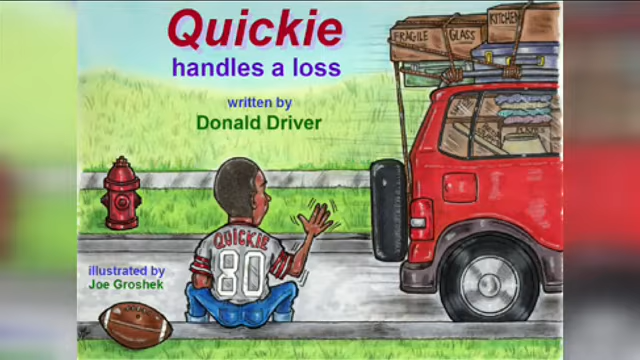 Quickie
handles a loss
written by
Donald Driver
FRAGILE
GLASS
KITCHEN
QUICKIE
80
illustrated by
Joe Groshek